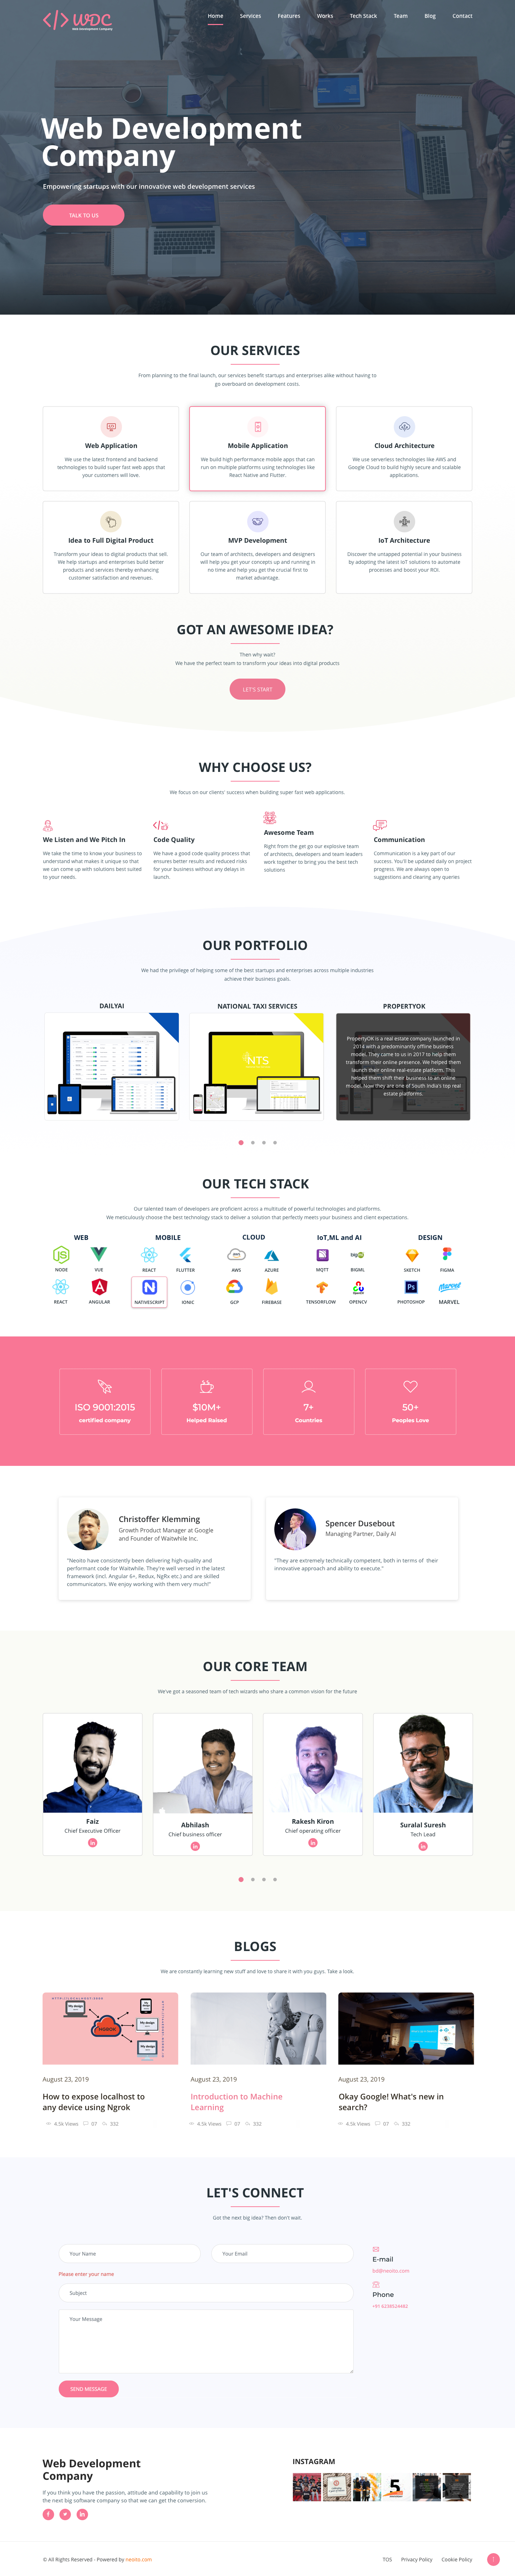 WDC
Web Development Company
Home Services Features Works Tech Stack Team Blog Contact
Web Development
Company
Empowering startups with our innovative web development services
TALK TO US
OUR SERVICES
From planning to the final launch, our services benefit startups and enterprises alike without having to
go overboard on development costs.
Web Application
We use the latest frontend and backend
technologies to build super fast web apps that
your customers will love.
Mobile Application
We build high performance mobile apps that can
run on multiple platforms using technologies like
React Native and Flutter.
Cloud Architecture
We use serverless technologies like AWS and
Google Cloud to build highly secure and scalable
applications.
Idea to Full Digital Product
Transform your ideas to digital products that sell.
We help startups and enterprises build better
products and services thereby enhancing
customer satisfaction and revenues.
MVP Development
Our team of architects, developers and designers
will help you get your concepts up and running in
no time and help you get the crucial first to
market advantage.
IoT Architecture
Discover the untapped potential in your business
by adopting the latest IoT solutions to automate
processes and boost your ROI.
GOT AN AWESOME IDEA?
Then why wait?
We have the perfect team to transform your ideas into digital products
LET'S START
WHY CHOOSE US?
We focus on our clients' success when building super fast web applications.
We Listen and We Pitch In
We take the time to know your business to
understand what makes it unique so that
we can come up with solutions best suited
to your needs.
Code Quality
We have a good code quality process that
ensures better results and reduced risks
for your business without any delays in
launch.
Awesome Team
Right from the get go our explosive team
of architects, developers and team leaders
work together to bring you the best tech
solutions
Communication
Communication is a key part of our
success. You'll be updated daily on project
progress. We are always open to
suggestions and clearing any queries
OUR PORTFOLIO
We had the privilege of helping some of the best startups and enterprises across multiple industries
achieve their business goals.
DAILYAI
NATIONAL TAXI SERVICES
NTS
PROPERTYOK
PropertyOK is a real estate company launched in
2014 with a predominantly offline business
model. They came to us in 2017 to help them
transform their online presence. We helped them
launch their online real-estate platform. This
helped them shift their business to an online
model. Now they are one of South India's top real
estate platforms.
OUR TECH STACK
Our talented team of developers are proficient across a multitude of powerful technologies and platforms.
We meticulously choose the best technology stack to deliver a solution that perfectly meets your business and client expectations.
WEB
NODE VUE
REACT ANGULAR
MOBILE
REACT FLUTTER
NATIVESCRIPT IONIC
CLOUD
AWS AZURE
GCP FIREBASE
IoT,ML and AI
MQTT BIGML
TENSORFLOW OPENCV
DESIGN
SKETCH FIGMA
PHOTOSHOP MARVEL
ISO 9001:2015
certified company
$10M+
Helped Raised
7+
Countries
50+
Peoples Love
Christoffer Klemming
Growth Product Manager at Google
and Founder of Waitwhile Inc.
"Neoito have consistently been delivering high-quality and
performant code for Waitwhile. They're well versed in the latest
framework (incl. Angular 6+, Redux, NgRx etc.) and are skilled
communicators. We enjoy working with them very much!"
Spencer Dusebout
Managing Partner, Daily AI
"They are extremely technically competent, both in terms of their
innovative approach and ability to execute."
OUR CORE TEAM
We've got a seasoned team of tech wizards who share a common vision for the future
Faiz
Chief Executive Officer
Abhilash
Chief business officer
Rakesh Kiron
Chief operating officer
Suralal Suresh
Tech Lead
BLOGS
We are constantly learning new stuff and love to share it with you guys. Take a look.
August 23, 2019
How to expose localhost to
any device using Ngrok
4.5k Views 07 332
August 23, 2019
Introduction to Machine
Learning
4.5k Views 07 332
August 23, 2019
Okay Google! What's new in
search?
4.5k Views 07 332
LET'S CONNECT
Got the next big idea? Then don't wait.
Your Name
Your Email
Please enter your name
Subject
Your Message
SEND MESSAGE
E-mail
bd@neoito.com
Phone
Web Development
Company
If you think you have the passion, attitude and capability to join us
the next big software company so that we can get the conversion.
INSTAGRAM
© All Rights Reserved - Powered by neoito.com
TOS Privacy Policy Cookie Policy